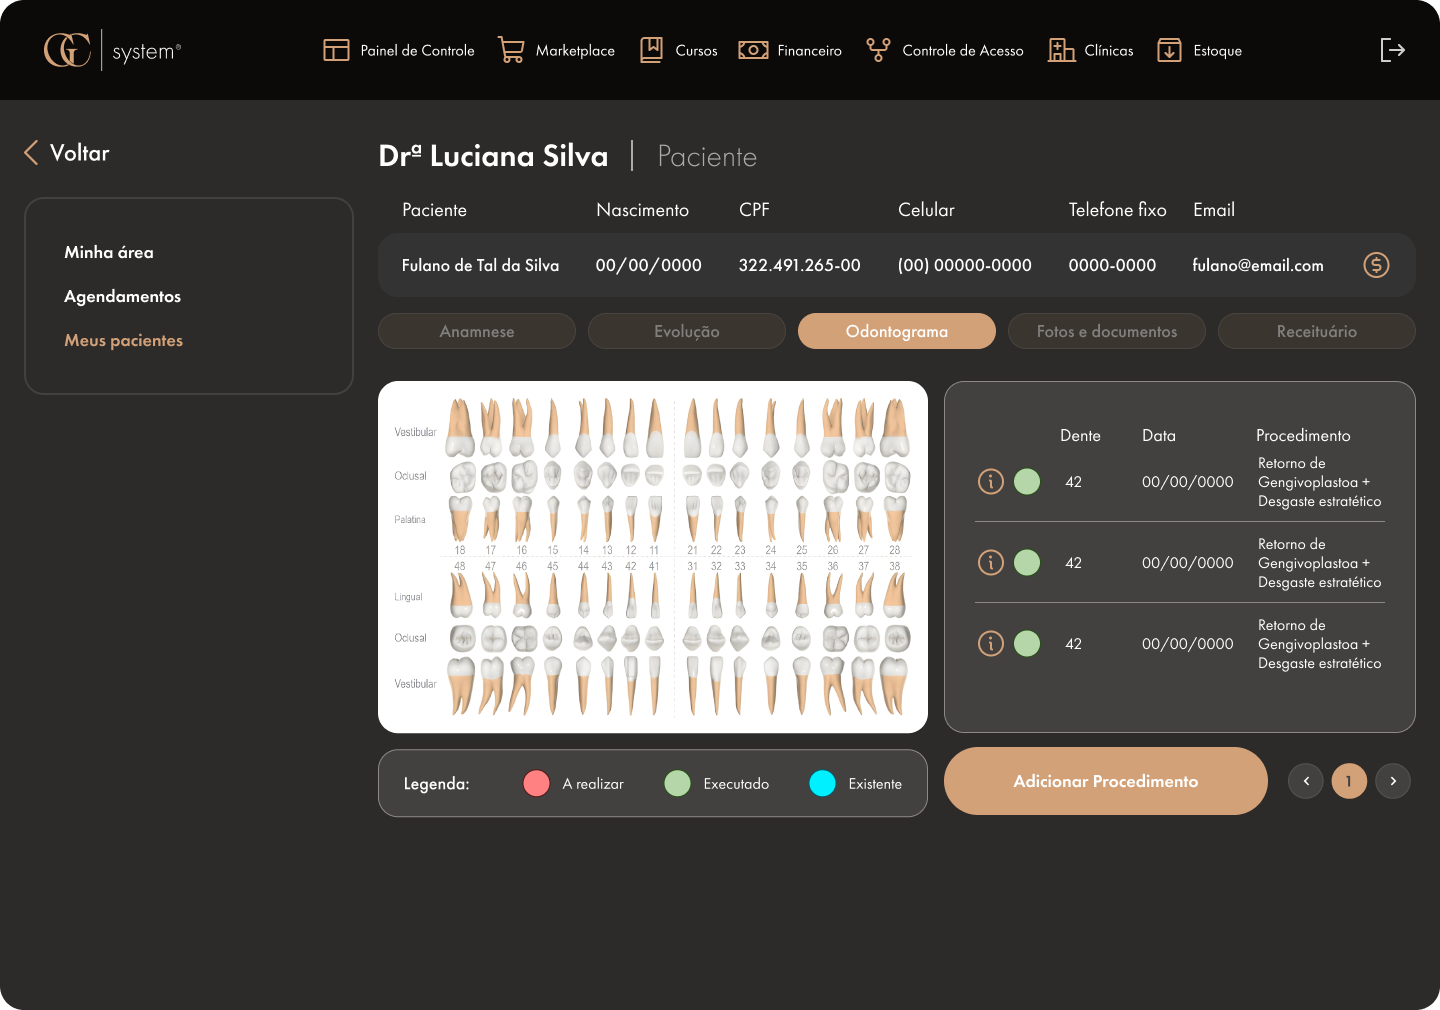 GC system®
Painel de Controle
Marketplace
Cursos
Financeiro
Controle de Acesso
Clínicas
Estoque
Voltar
Minha área
Agendamentos
Meus pacientes
Drª Luciana Silva | Paciente
Paciente Nascimento CPF Celular Telefone fixo Email
Fulano de Tal da Silva 00/00/0000 322.491.265-00 (00) 00000-0000 0000-0000 fulano@email.com $
Anamnese Evolução Odontograma Fotos e documentos Receituário
Vestibular
Oclusal
Palatina
18 17 16 15 14 13 12 11 21 22 23 24 25 26 27 28
48 47 46 45 44 43 42 41 31 32 33 34 35 36 37 38
Lingual
Oclusal
Vestibular
Legenda: A realizar Executado Existente
Dente Data Procedimento
42 00/00/0000 Retorno de
Gengivoplastoa +
Desgaste estratético
42 00/00/0000 Retorno de
Gengivoplastoa +
Desgaste estratético
42 00/00/0000 Retorno de
Gengivoplastoa +
Desgaste estratético
Adicionar Procedimento
1